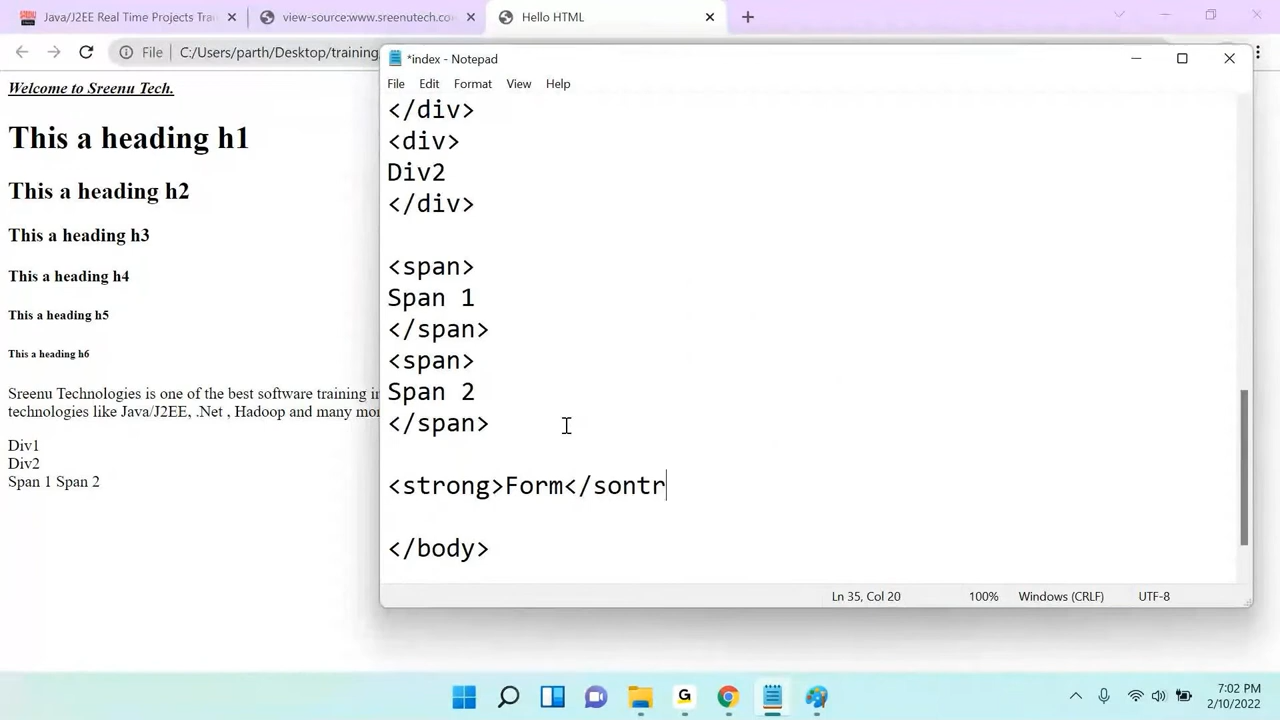 Java/J2EE Real Time Projects Trai
view-source:www.sreenutech.com
Hello HTML
File
C:/Users/parth/Desktop/training
*index - Notepad
File Edit Format View Help
Welcome to Sreenu Tech.
This a heading h1
This a heading h2
This a heading h3
This a heading h4
This a heading h5
This a heading h6
Sreenu Technologies is one of the best software training in
technologies like Java/J2EE, .Net , Hadoop and many mor
Div1
Div2
Span 1 Span 2
</div>
<div>
Div2
</div>
<span>
Span 1
</span>
<span>
Span 2
</span>
<strong>Form</sontr
</body>
Ln 35, Col 20
100%
Windows (CRLF)
UTF-8
G
7:02 PM
2/10/2022